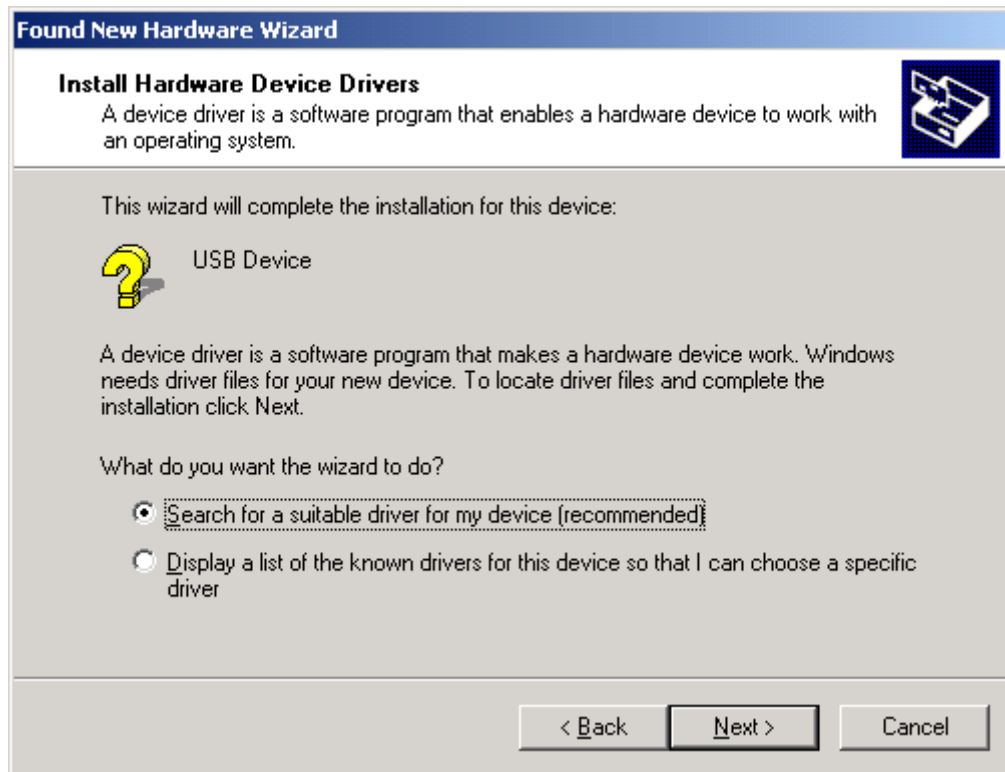 Found New Hardware Wizard
Install Hardware Device Drivers
A device driver is a software program that enables a hardware device to work with
an operating system.
This wizard will complete the installation for this device:
USB Device
A device driver is a software program that makes a hardware device work. Windows
needs driver files for your new device. To locate driver files and complete the
installation click Next.
What do you want the wizard to do?
Search for a suitable driver for my device (recommended)
Display a list of the known drivers for this device so that I can choose a specific
driver
< Back
Next >
Cancel